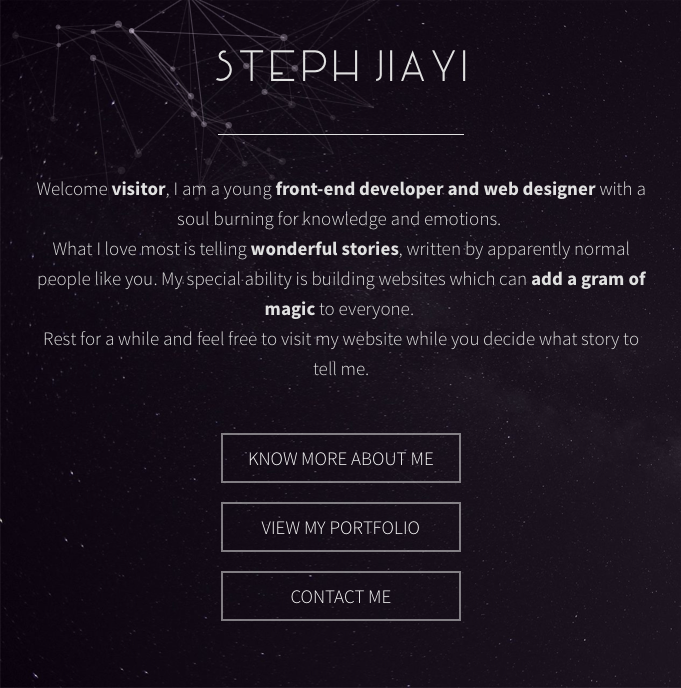 STEPH JIAYI
Welcome visitor, I am a young front-end developer and web designer with a
soul burning for knowledge and emotions.
What I love most is telling wonderful stories, written by apparently normal
people like you. My special ability is building websites which can add a gram of
magic to everyone.
Rest for a while and feel free to visit my website while you decide what story to
tell me.
KNOW MORE ABOUT ME
VIEW MY PORTFOLIO
CONTACT ME